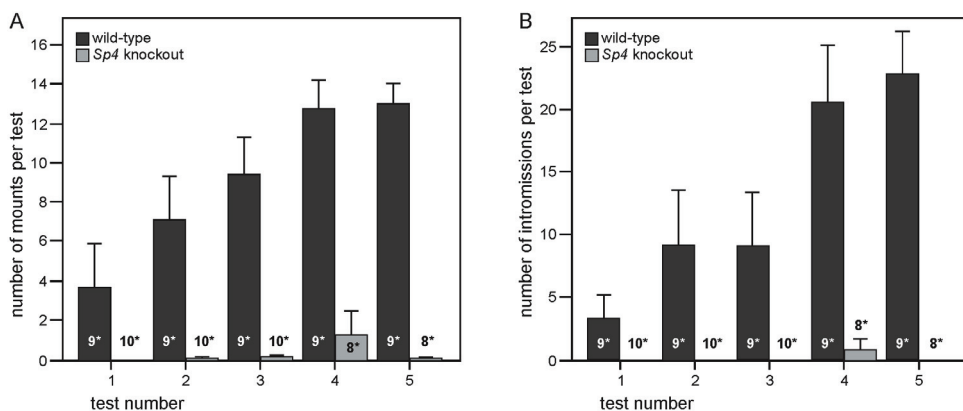 A
wild-type
Sp4 knockout
number of mounts per test
16
14
12
10
8
6
4
2
0
9* 10* 9* 10* 9* 10* 9* 8* 9* 8*
1 2 3 4 5
test number
B
wild-type
Sp4 knockout
number of intromissions per test
25
20
15
10
5
0
9* 10* 9* 10* 9* 10* 9* 8* 9* 8*
1 2 3 4 5
test number